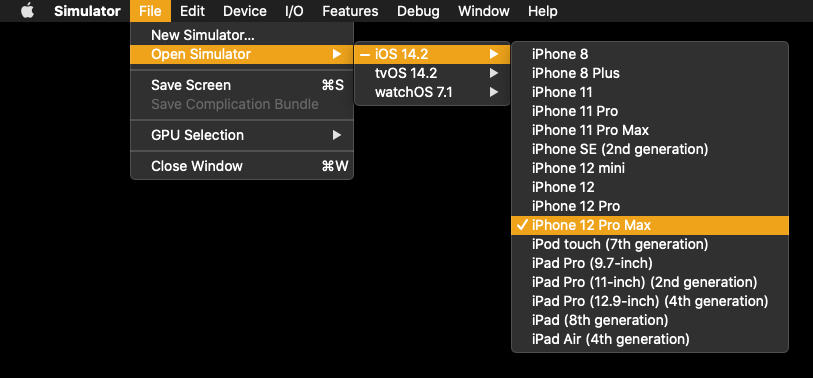 Simulator File Edit Device I/O Features Debug Window Help
New Simulator...
Open Simulator
Save Screen ⌘S
Save Complication Bundle
GPU Selection
Close Window ⌘W
– iOS 14.2
tvOS 14.2
watchOS 7.1
iPhone 8
iPhone 8 Plus
iPhone 11
iPhone 11 Pro
iPhone 11 Pro Max
iPhone SE (2nd generation)
iPhone 12 mini
iPhone 12
iPhone 12 Pro
✓ iPhone 12 Pro Max
iPod touch (7th generation)
iPad Pro (9.7-inch)
iPad Pro (11-inch) (2nd generation)
iPad Pro (12.9-inch) (4th generation)
iPad (8th generation)
iPad Air (4th generation)